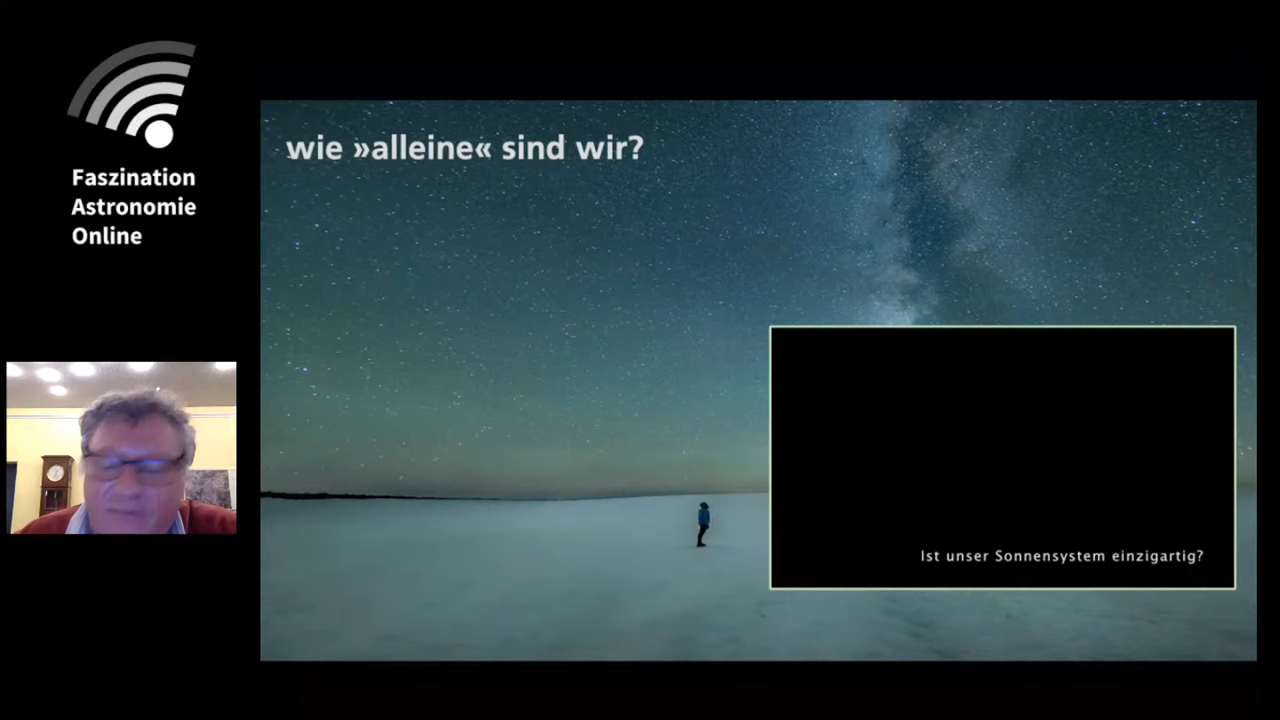 Faszination
Astronomie
Online
wie »alleine« sind wir?
Ist unser Sonnensystem einzigartig?